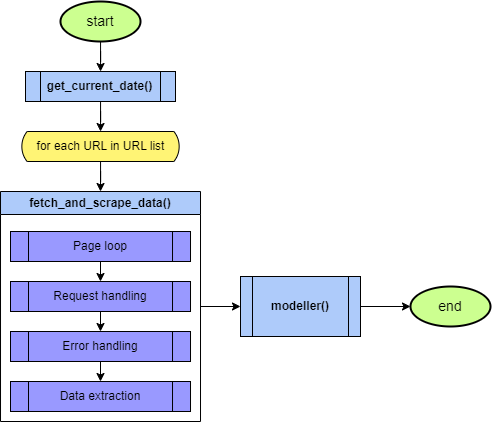 start
get_current_date()
for each URL in URL list
fetch_and_scrape_data()
Page loop
Request handling
Error handling
Data extraction
modeller()
end